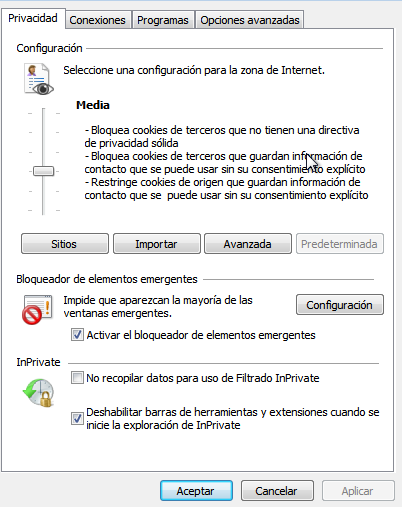 Privacidad Conexiones Programas Opciones avanzadas
Configuración
Seleccione una configuración para la zona de Internet.
Media
- Bloquea cookies de terceros que no tienen una directiva
de privacidad sólida
- Bloquea cookies de terceros que guardan información de
contacto que se puede usar sin su consentimiento explícito
- Restringe cookies de origen que guardan información de
contacto que se puede usar sin su consentimiento explícito
Sitios Importar Avanzada Predeterminada
Bloqueador de elementos emergentes
Impide que aparezcan la mayoría de las
ventanas emergentes.
Configuración
Activar el bloqueador de elementos emergentes
InPrivate
No recopilar datos para uso de Filtrado InPrivate
Deshabilitar barras de herramientas y extensiones cuando se
inicie la exploración de InPrivate
Aceptar Cancelar Aplicar